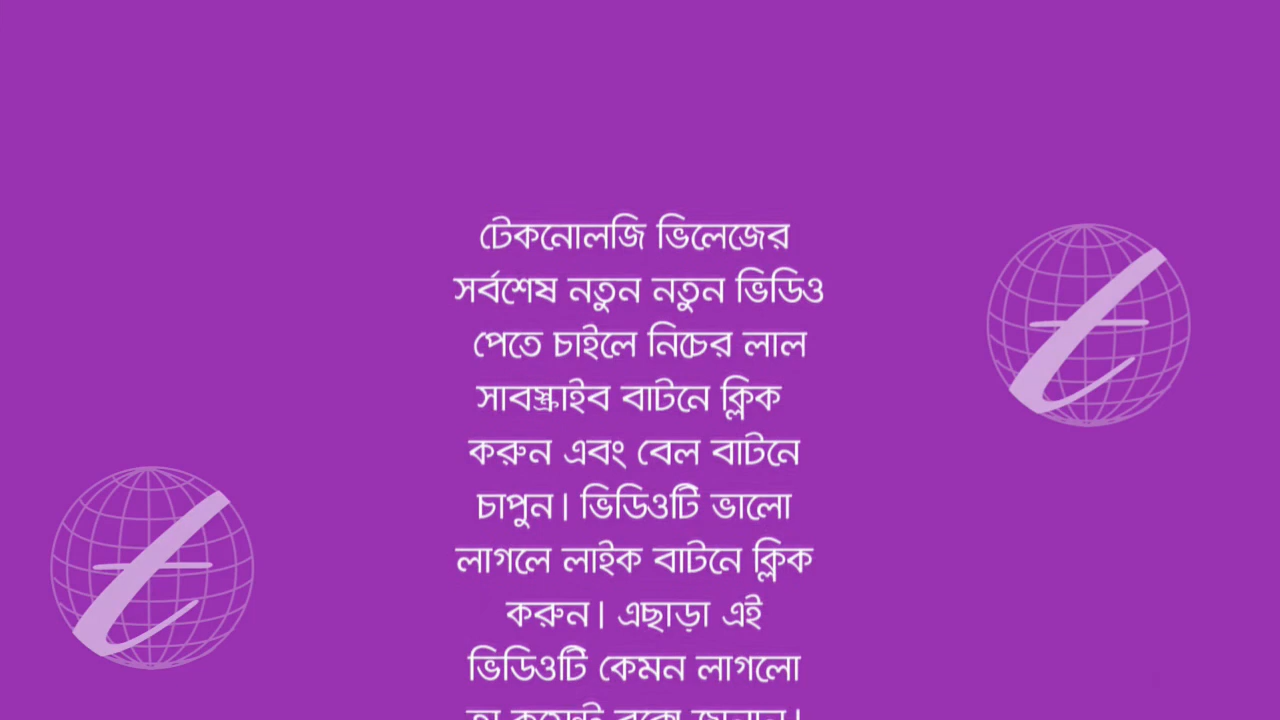 টেকনোলজি ভিলেজের
সর্বশেষ নতুন নতুন ভিডিও
পেতে চাইলে নিচের লাল
সাবস্ক্রাইব বাটনে ক্লিক
করুন এবং বেল বাটনে
চাপুন। ভিডিওটি ভালো
লাগলে লাইক বাটনে ক্লিক
করুন। এছাড়া এই
ভিডিওটি কেমন লাগলো